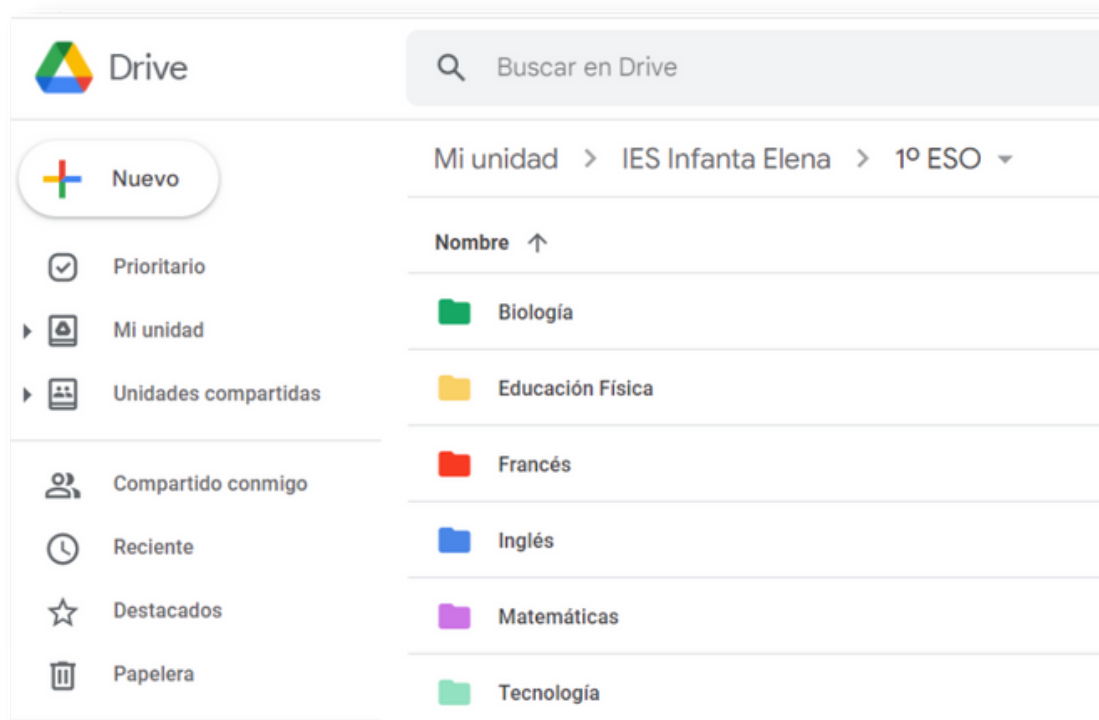 Drive
Buscar en Drive
Nuevo
Prioritario
Mi unidad
Unidades compartidas
Compartido conmigo
Reciente
Destacados
Papelera
Mi unidad > IES Infanta Elena > 1º ESO
Nombre
Biología
Educación Física
Francés
Inglés
Matemáticas
Tecnología